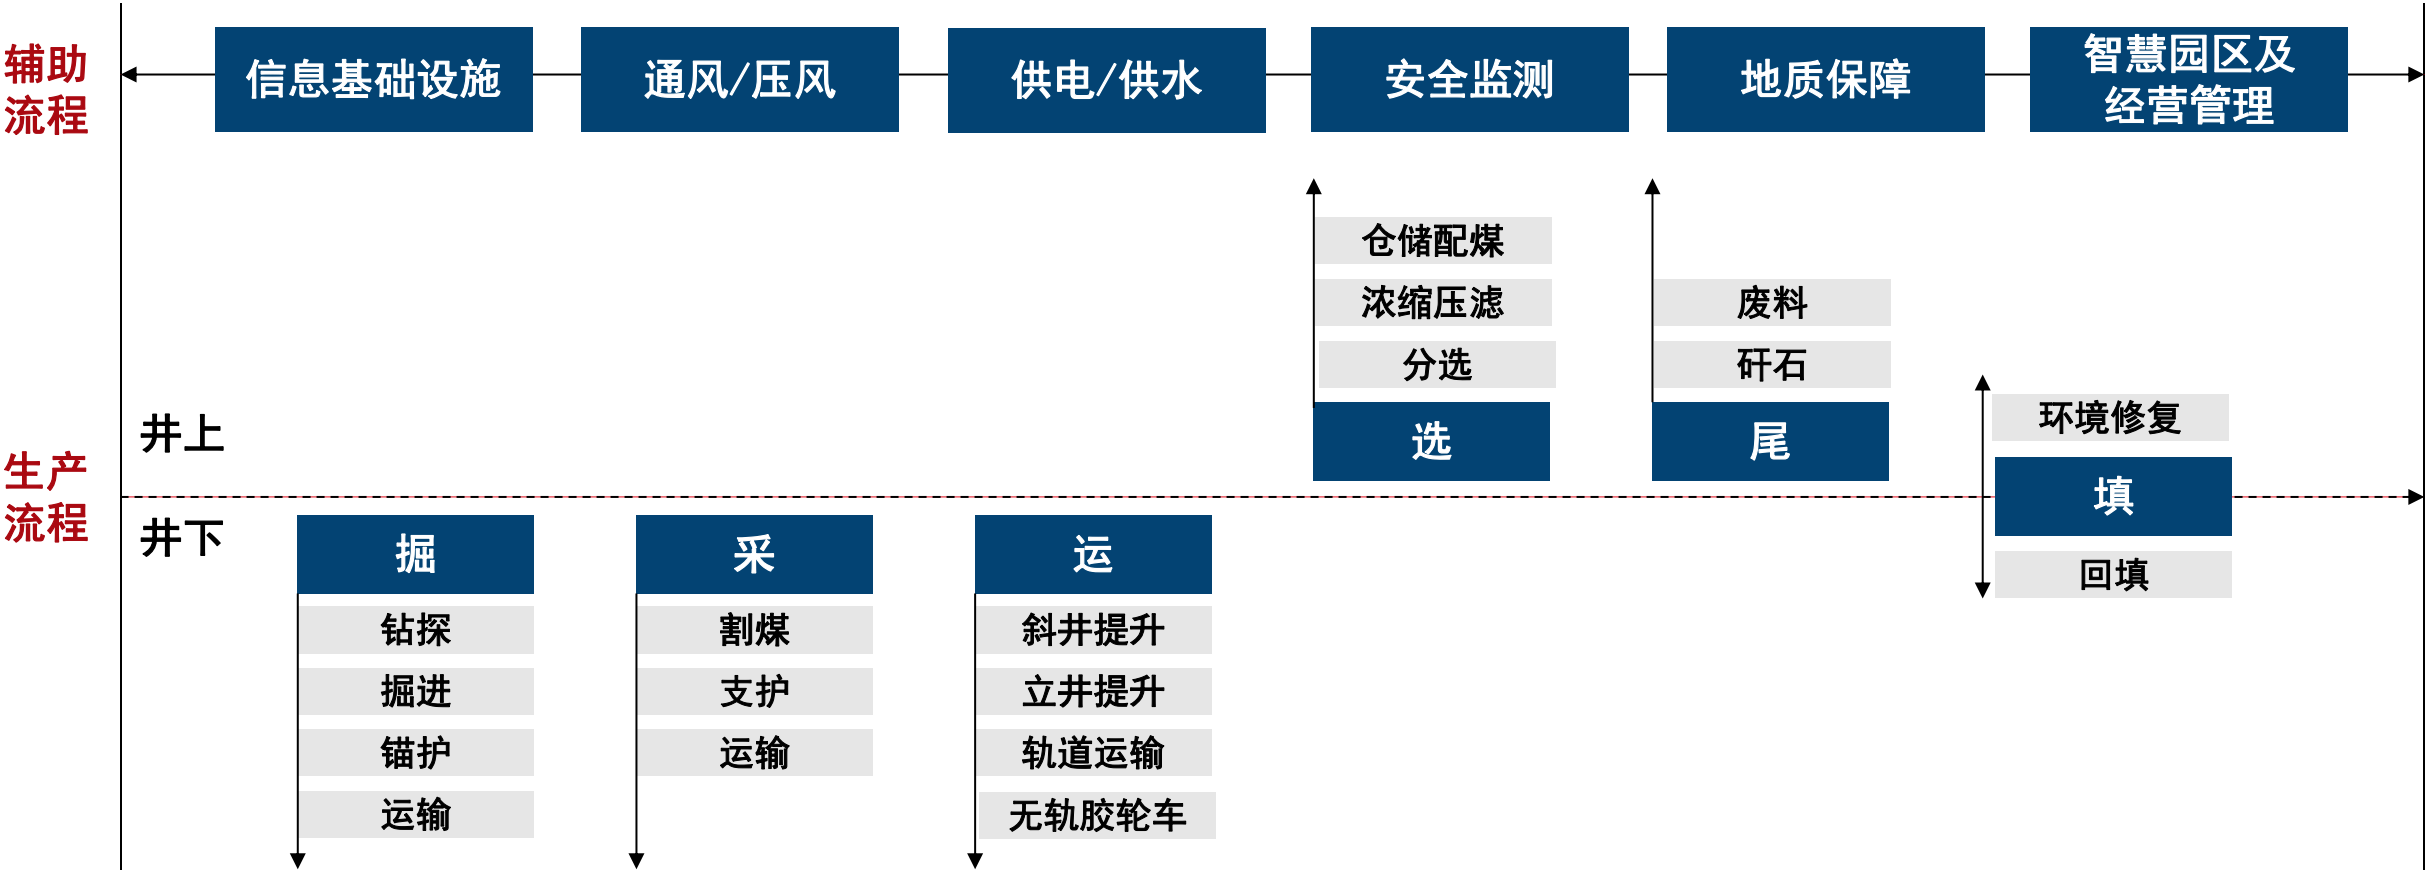 辅助
流程
信息基础设施
通风/压风
供电/供水
安全监测
地质保障
智慧园区及
经营管理
生产
流程
井上
井下
仓储配煤
浓缩压滤
分选
选
废料
矸石
尾
环境修复
填
回填
掘
钻探
掘进
锚护
运输
采
割煤
支护
运输
运
斜井提升
立井提升
轨道运输
无轨胶轮车